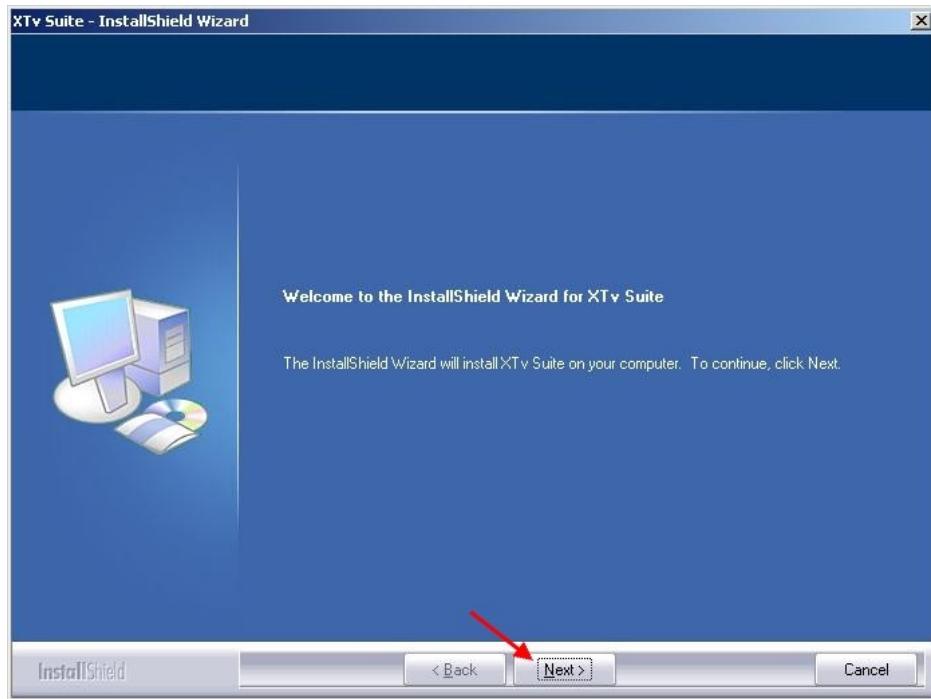 XTv Suite - InstallShield Wizard
Welcome to the InstallShield Wizard for XTv Suite
The InstallShield Wizard will install XTv Suite on your computer. To continue, click Next.
InstallShield
< Back
Next >
Cancel